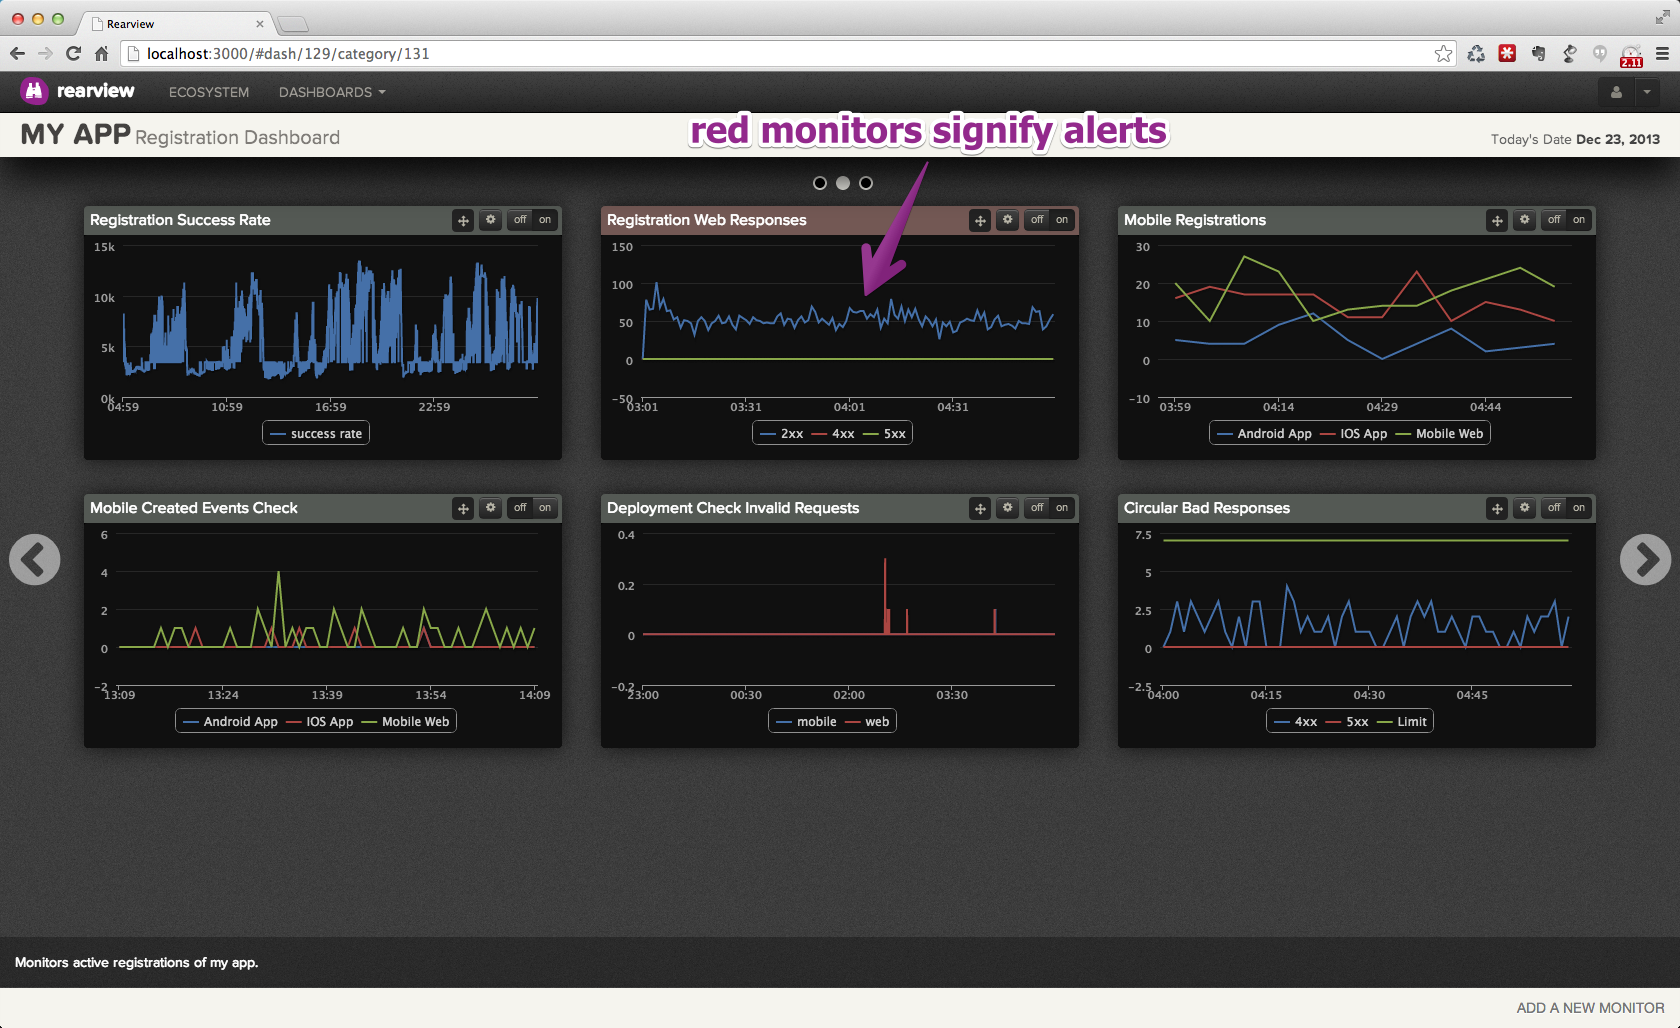 Rearview
localhost:3000/#dash/129/category/131
2.11
rearview ECOSYSTEM DASHBOARDS
MY APP Registration Dashboard
red monitors signify alerts
Today's Date Dec 23, 2013
Registration Success Rate off on
15k
10k
5k
0k
04:59 10:59 16:59 22:59
success rate
Registration Web Responses off on
150
100
50
0
-50
03:01 03:31 04:01 04:31
2xx 4xx 5xx
Mobile Registrations off on
30
20
10
0
-10
03:59 04:14 04:29 04:44
Android App IOS App Mobile Web
Mobile Created Events Check off on
6
4
2
0
-2
13:09 13:24 13:39 13:54 14:09
Android App IOS App Mobile Web
Deployment Check Invalid Requests off on
0.4
0.2
0
-0.2
23:00 00:30 02:00 03:30
mobile web
Circular Bad Responses off on
7.5
5
2.5
0
-2.5
04:00 04:15 04:30 04:45
4xx 5xx Limit
Monitors active registrations of my app.
ADD A NEW MONITOR